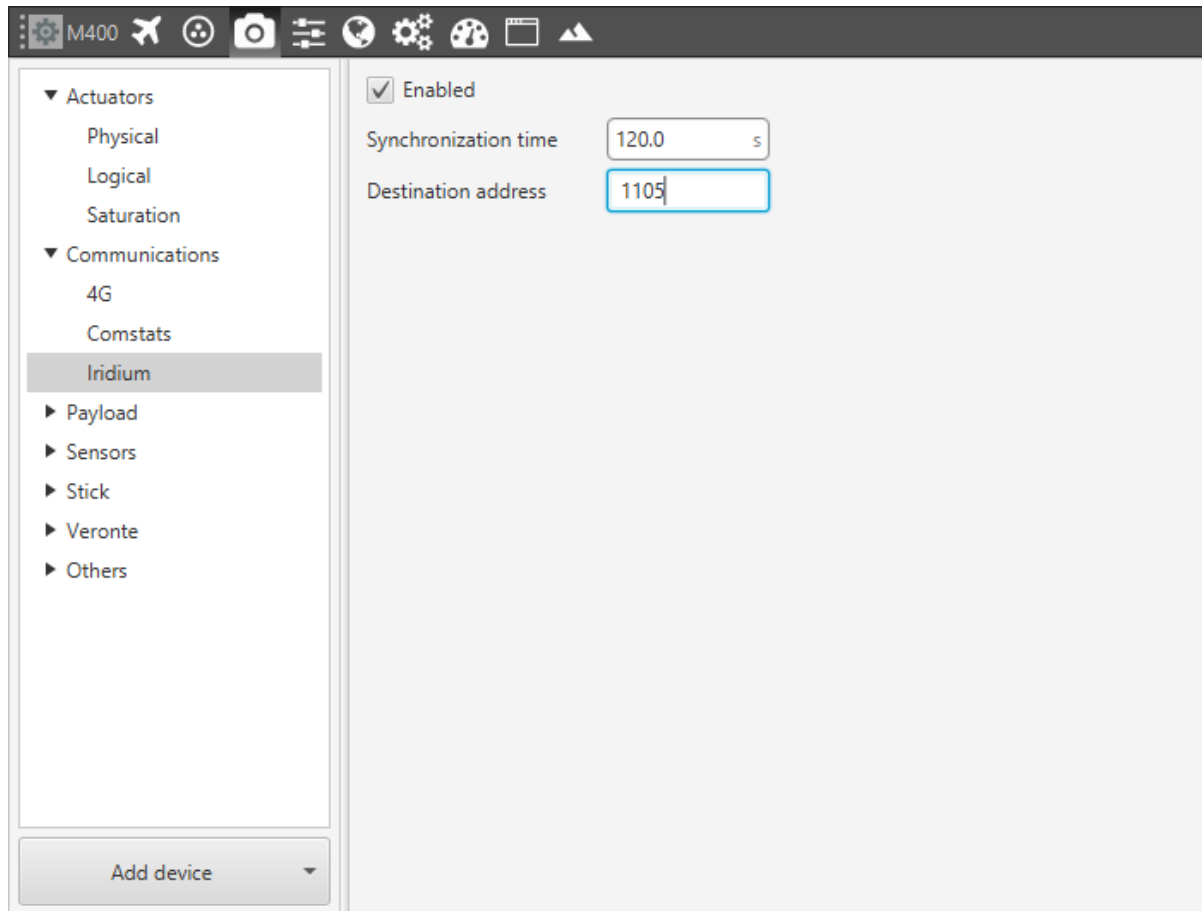 M400
Actuators
Physical
Logical
Saturation
Communications
4G
Comstats
Iridium
Payload
Sensors
Stick
Veronte
Others
Add device
Enabled
Synchronization time 120.0 s
Destination address 1105